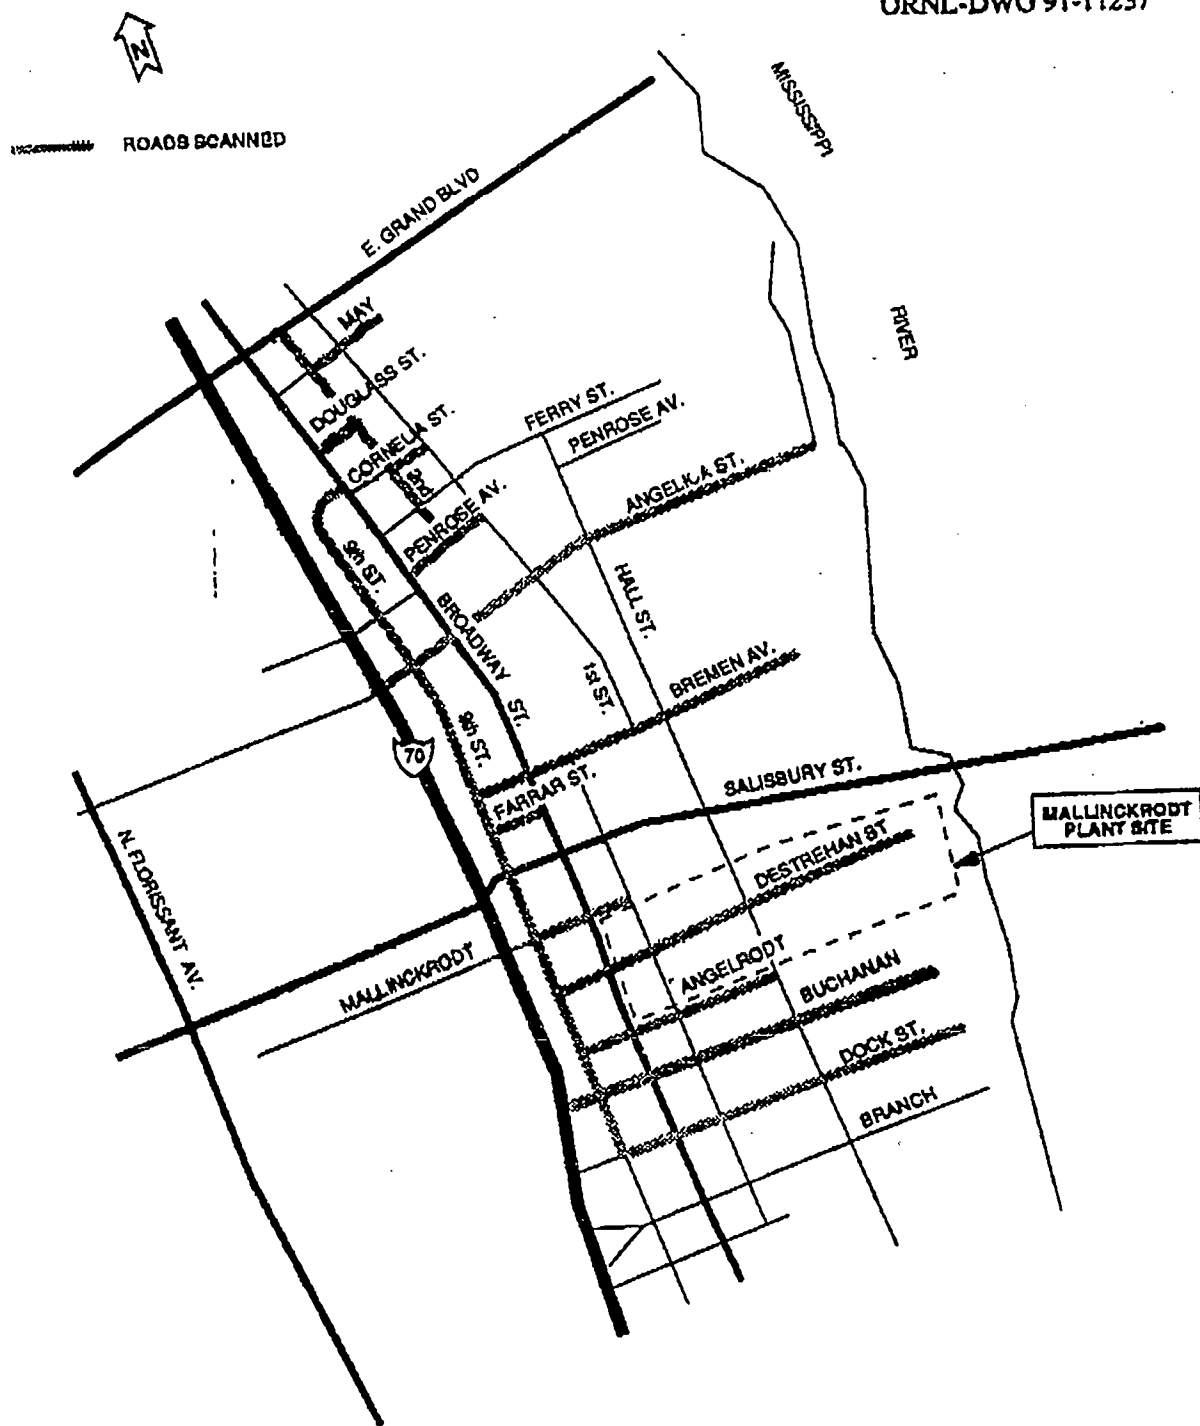 ORNL-DWG 91-11237
N
MISSISSIPPI
ROADS SCANNED
E. GRAND BLVD
RIVER
MAY
DOUGLASS ST.
FERRY ST.
PENROSE AV.
CORNELIA ST.
2nd
ANGELICA ST.
PENROSE AV.
9th ST.
HALL ST.
BROADWAY ST.
1st ST.
BREMEN AV.
9th ST.
70
FARRAR ST.
SALISBURY ST.
MALLINCKRODT
PLANT SITE
DESTREHAN ST
N. FLORISSANT AV.
MALLINCKRODT
ANGELRODT
BUCHANAN
DOCK ST.
BRANCH